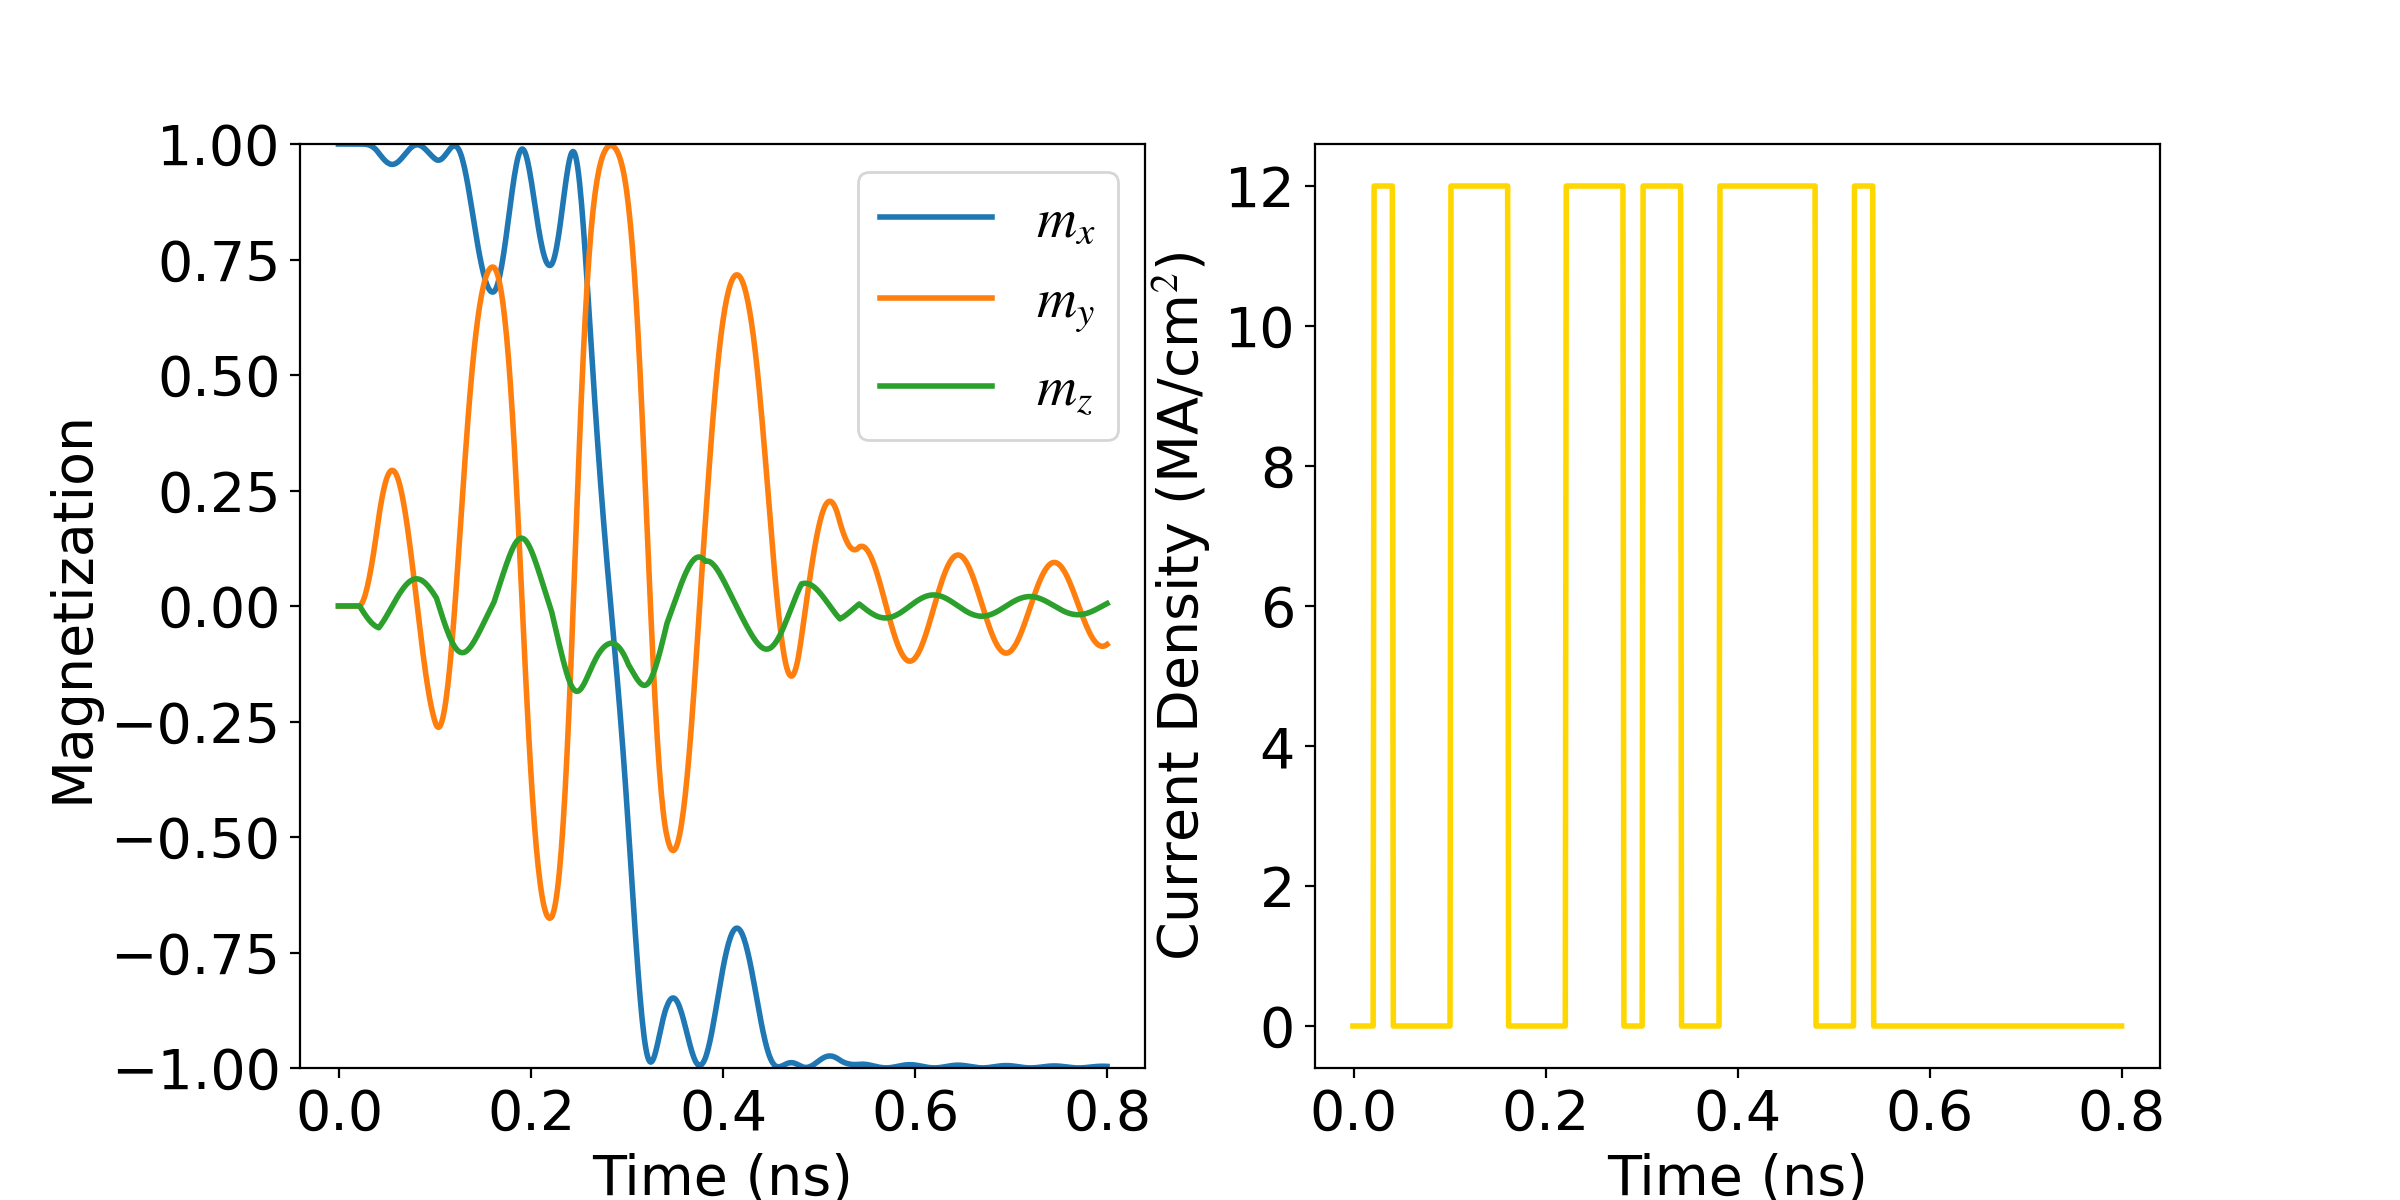 Magnetization
1.00
0.75
0.50
0.25
0.00
−0.25
−0.50
−0.75
−1.00
0.0 0.2 0.4 0.6 0.8
Time (ns)
m_x
m_y
m_z
Current Density (MA/cm²)
12
10
8
6
4
2
0
0.0 0.2 0.4 0.6 0.8
Time (ns)